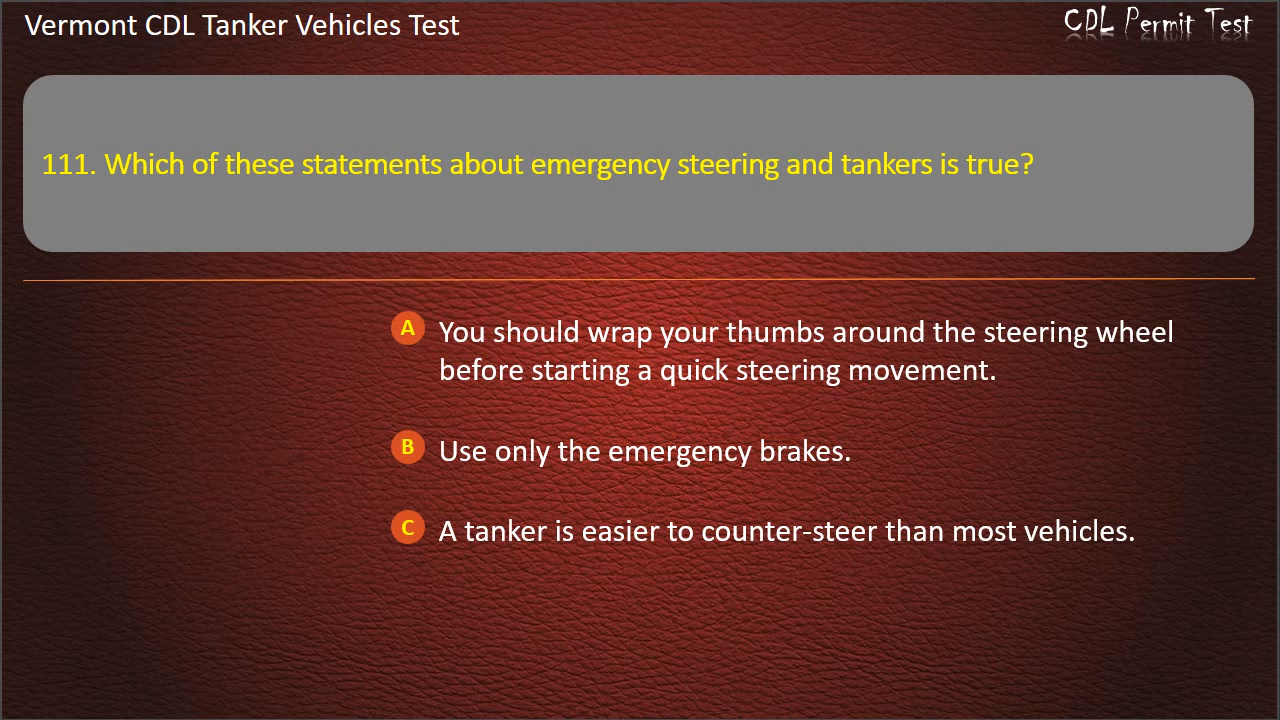 Vermont CDL Tanker Vehicles Test
CDL Permit Test
111. Which of these statements about emergency steering and tankers is true?
A You should wrap your thumbs around the steering wheel
before starting a quick steering movement.
B Use only the emergency brakes.
C A tanker is easier to counter-steer than most vehicles.